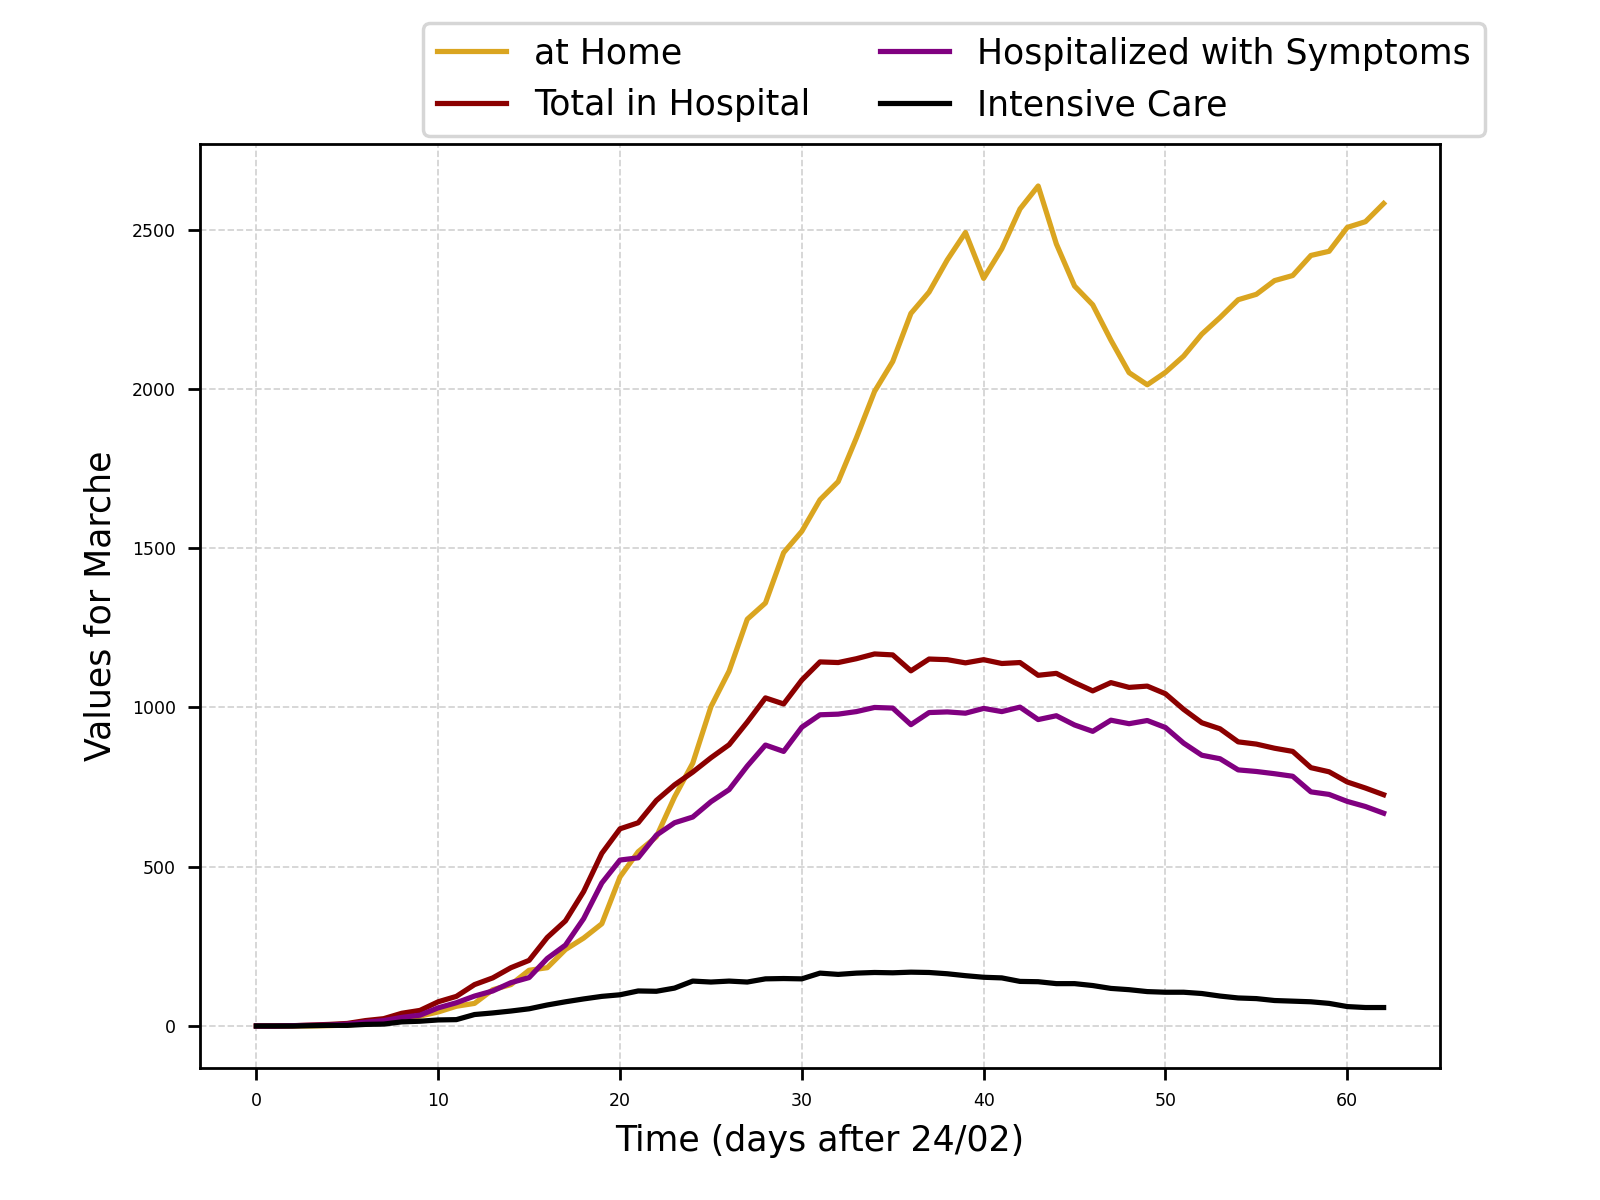 at Home
Total in Hospital
Hospitalized with Symptoms
Intensive Care
Values for Marche
2500
2000
1500
1000
500
0
0 10 20 30 40 50 60
Time (days after 24/02)